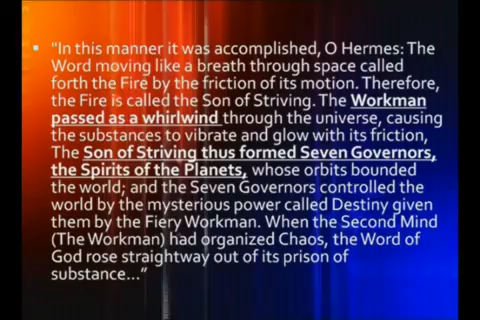 "In this manner it was accomplished, O Hermes: The
Word moving like a breath through space called
forth the Fire by the friction of its motion. Therefore,
the Fire is called the Son of Striving. The Workman
passed as a whirlwind through the universe, causing
the substances to vibrate and glow with its friction,
The Son of Striving thus formed Seven Governors,
the Spirits of the Planets, whose orbits bounded
the world; and the Seven Governors controlled the
world by the mysterious power called Destiny given
them by the Fiery Workman. When the Second Mind
(The Workman) had organized Chaos, the Word of
God rose straightway out of its prison of
substance..."